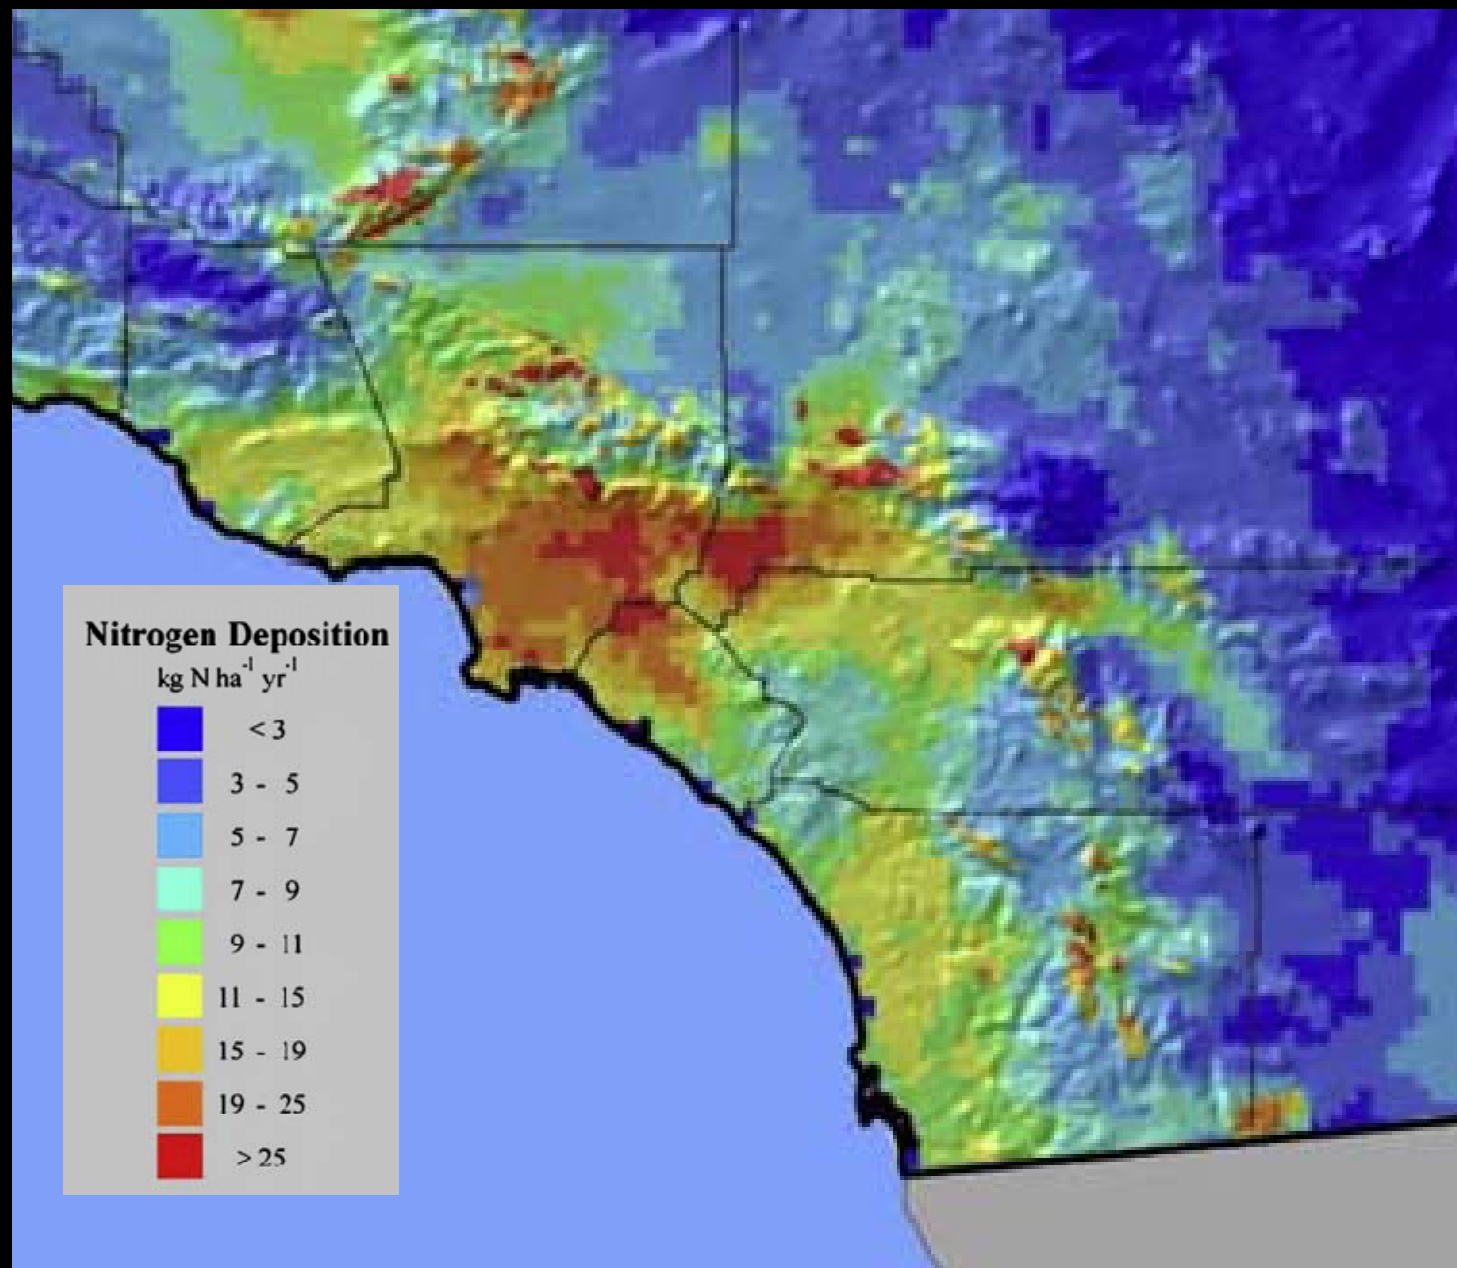 Nitrogen Deposition
kg N ha⁻¹ yr⁻¹
< 3
3 - 5
5 - 7
7 - 9
9 - 11
11 - 15
15 - 19
19 - 25
> 25